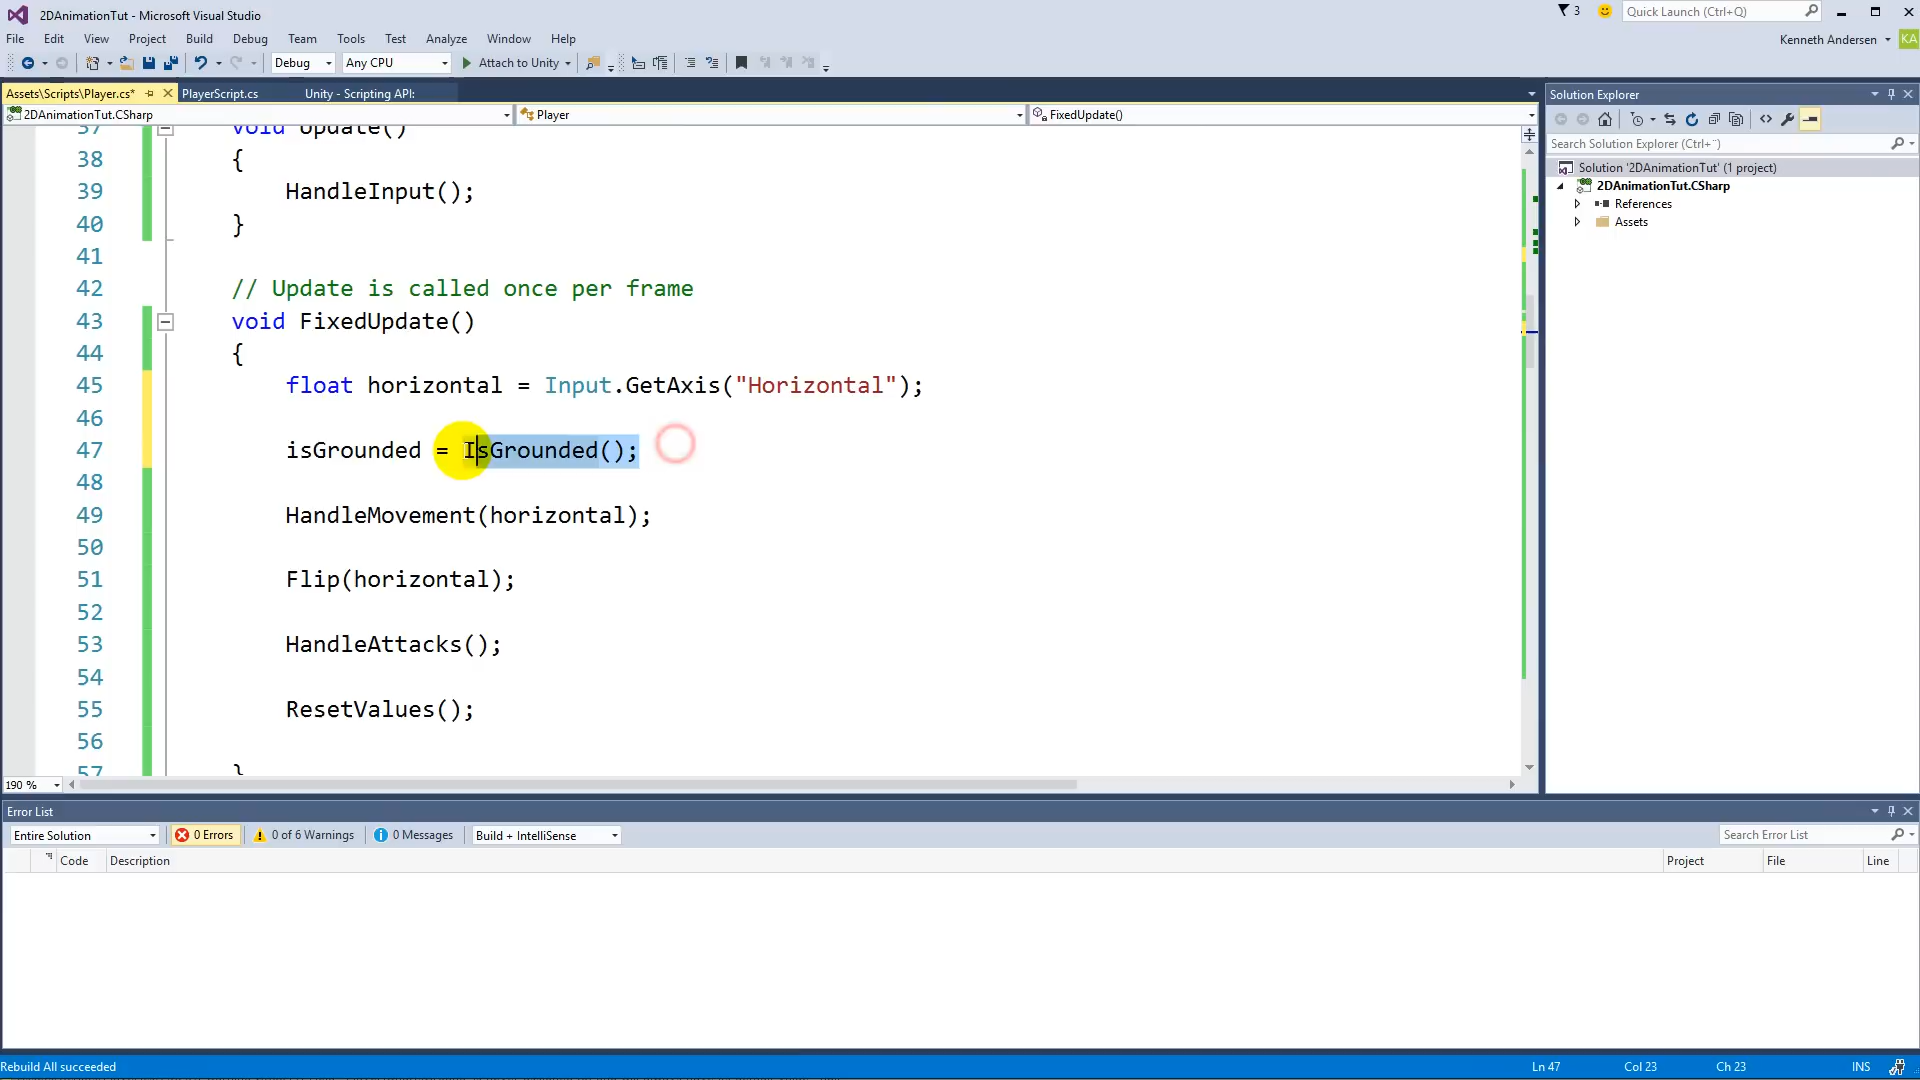 2DAnimationTut - Microsoft Visual Studio
3
Quick Launch (Ctrl+Q)
File Edit View Project Build Debug Team Tools Test Analyze Window Help
Kenneth Andersen KA
Debug Any CPU Attach to Unity
Assets\Scripts\Player.cs* PlayerScript.cs Unity - Scripting API:
Solution Explorer
2DAnimationTut.CSharp Player FixedUpdate()
Search Solution Explorer (Ctrl+¨)
Solution '2DAnimationTut' (1 project)
2DAnimationTut.CSharp
References
Assets
37 void Update()
38 {
39 HandleInput();
40 }
41
42 // Update is called once per frame
43 void FixedUpdate()
44 {
45 float horizontal = Input.GetAxis("Horizontal");
46
47 isGrounded = IsGrounded();
48
49 HandleMovement(horizontal);
50
51 Flip(horizontal);
52
53 HandleAttacks();
54
55 ResetValues();
56
57 }
190 %
Error List
Entire Solution 0 Errors 0 of 6 Warnings 0 Messages Build + IntelliSense
Search Error List
Code Description Project File Line
Rebuild All succeeded
Ln 47 Col 23 Ch 23 INS